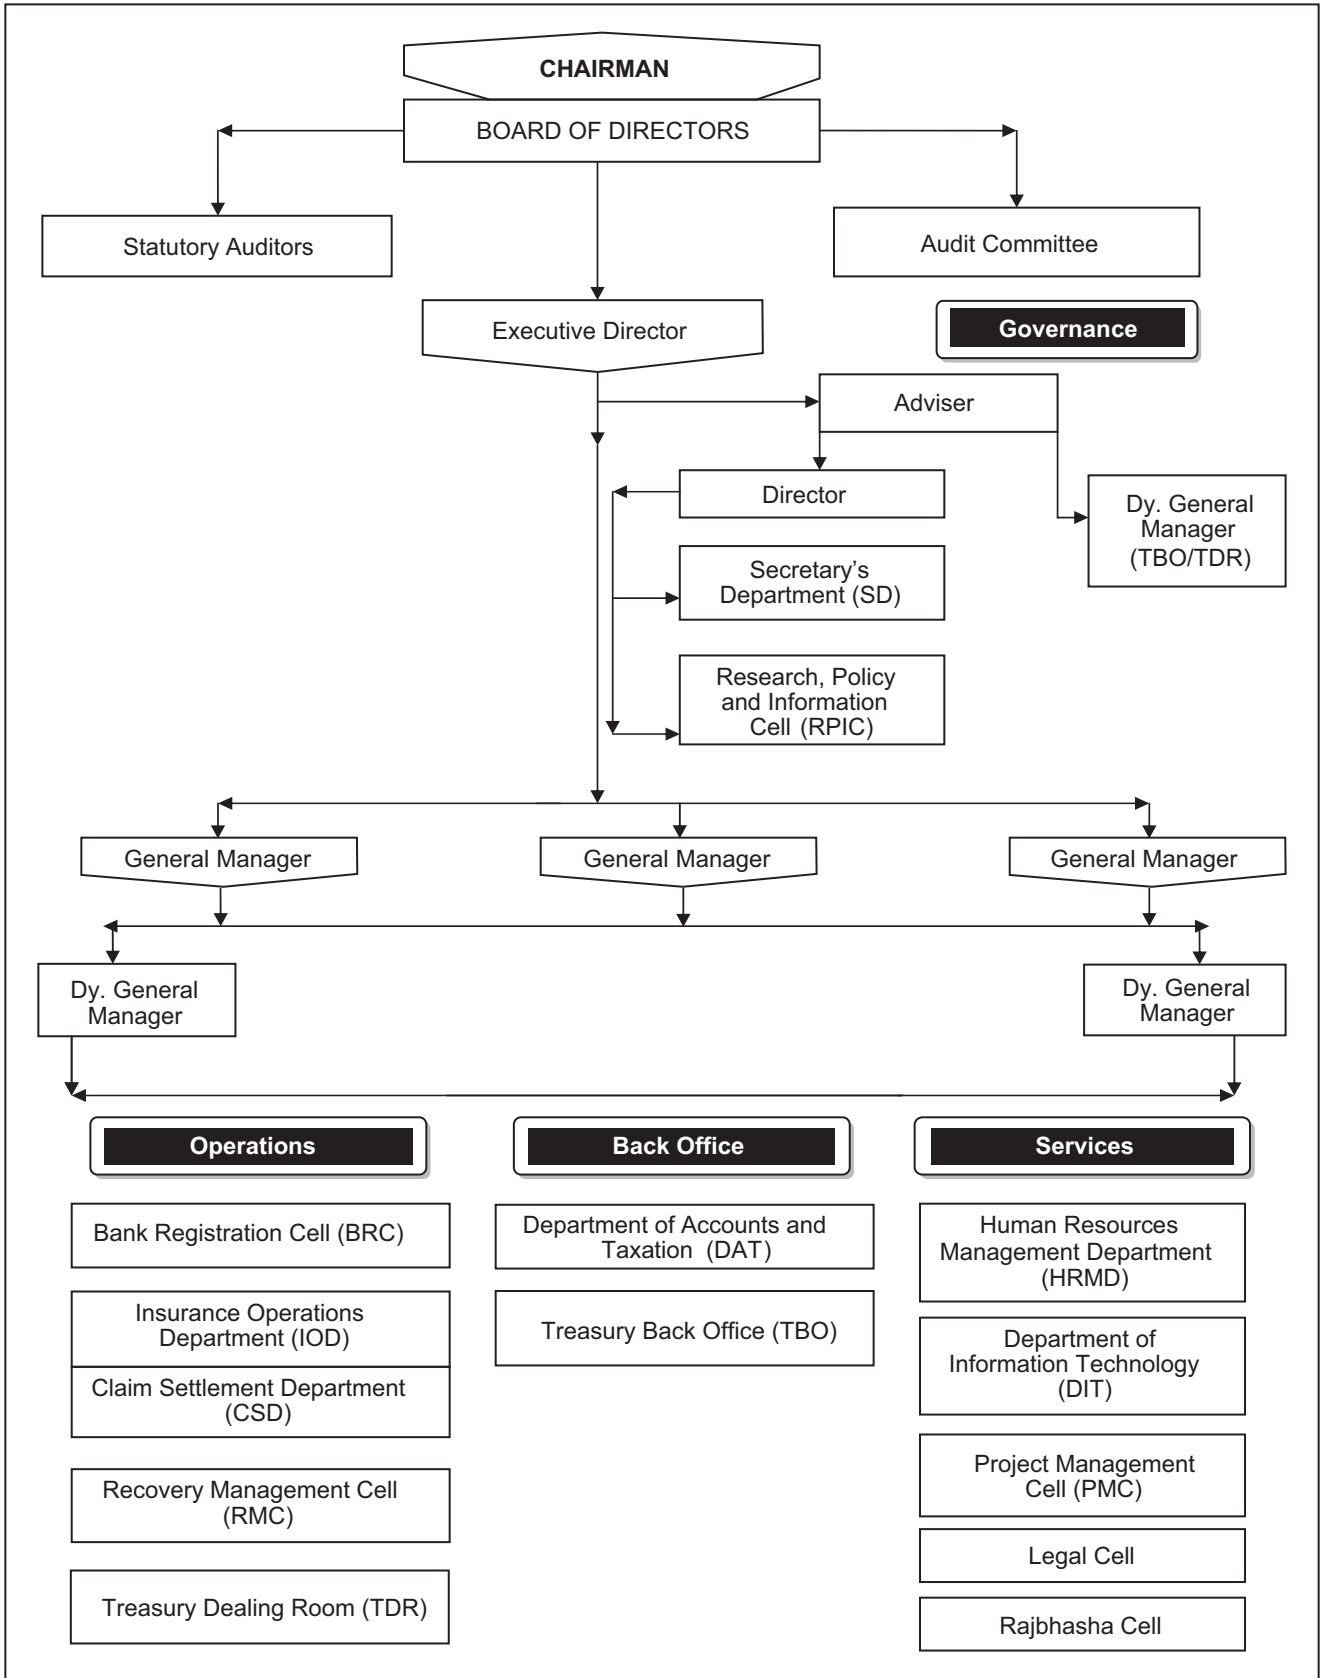 CHAIRMAN
BOARD OF DIRECTORS
Statutory Auditors
Audit Committee
Executive Director
Governance
Adviser
Director
Dy. General
Manager
(TBO/TDR)
Secretary's
Department (SD)
Research, Policy
and Information
Cell (RPIC)
General Manager
General Manager
General Manager
Dy. General
Manager
Dy. General
Manager
Operations
Bank Registration Cell (BRC)
Insurance Operations
Department (IOD)
Claim Settlement Department
(CSD)
Recovery Management Cell
(RMC)
Treasury Dealing Room (TDR)
Back Office
Department of Accounts and
Taxation (DAT)
Treasury Back Office (TBO)
Services
Human Resources
Management Department
(HRMD)
Department of
Information Technology
(DIT)
Project Management
Cell (PMC)
Legal Cell
Rajbhasha Cell